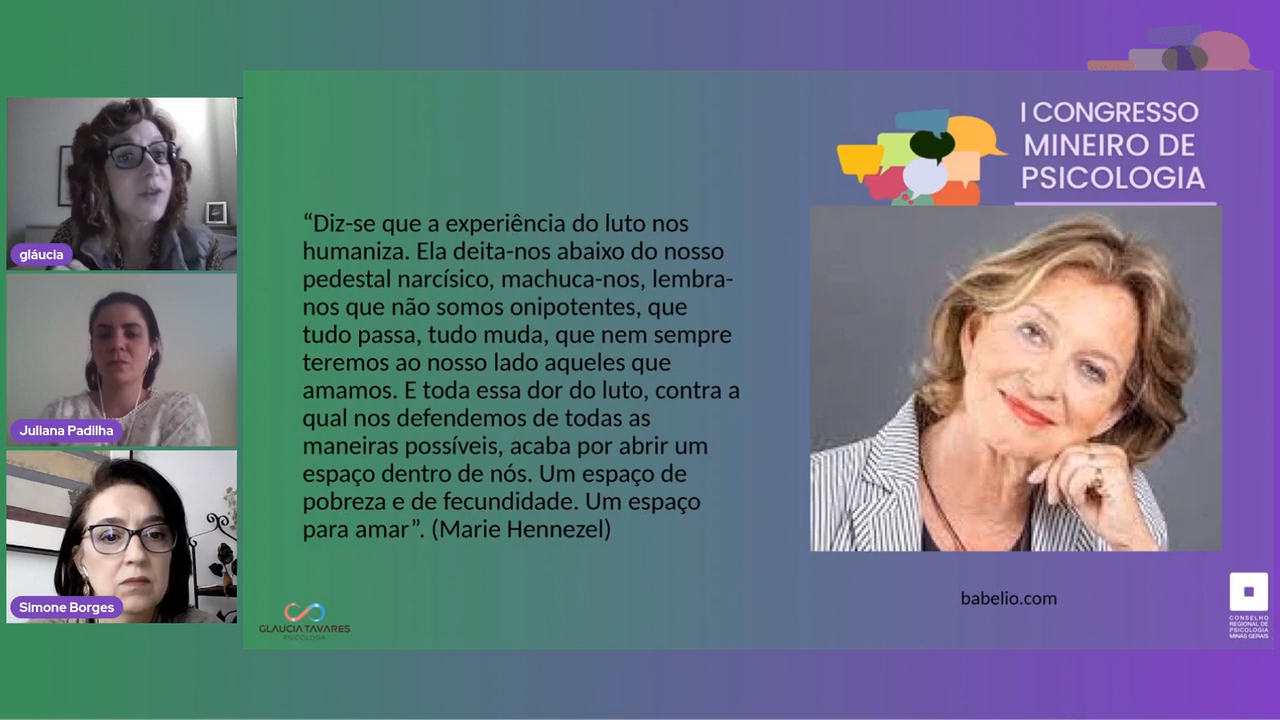 I CONGRESSO
MINEIRO DE
PSICOLOGIA
gláucia
Juliana Padilha
Simone Borges
“Diz-se que a experiência do luto nos
humaniza. Ela deita-nos abaixo do nosso
pedestal narcísico, machuca-nos, lembra-
nos que não somos onipotentes, que
tudo passa, tudo muda, que nem sempre
teremos ao nosso lado aqueles que
amamos. E toda essa dor do luto, contra a
qual nos defendemos de todas as
maneiras possíveis, acaba por abrir um
espaço dentro de nós. Um espaço de
pobreza e de fecundidade. Um espaço
para amar”. (Marie Hennezel)
babelio.com
GLAUCIA TAVARES
PSICOLOGIA
CONSELHO
REGIONAL DE
PSICOLOGIA
MINAS GERAIS